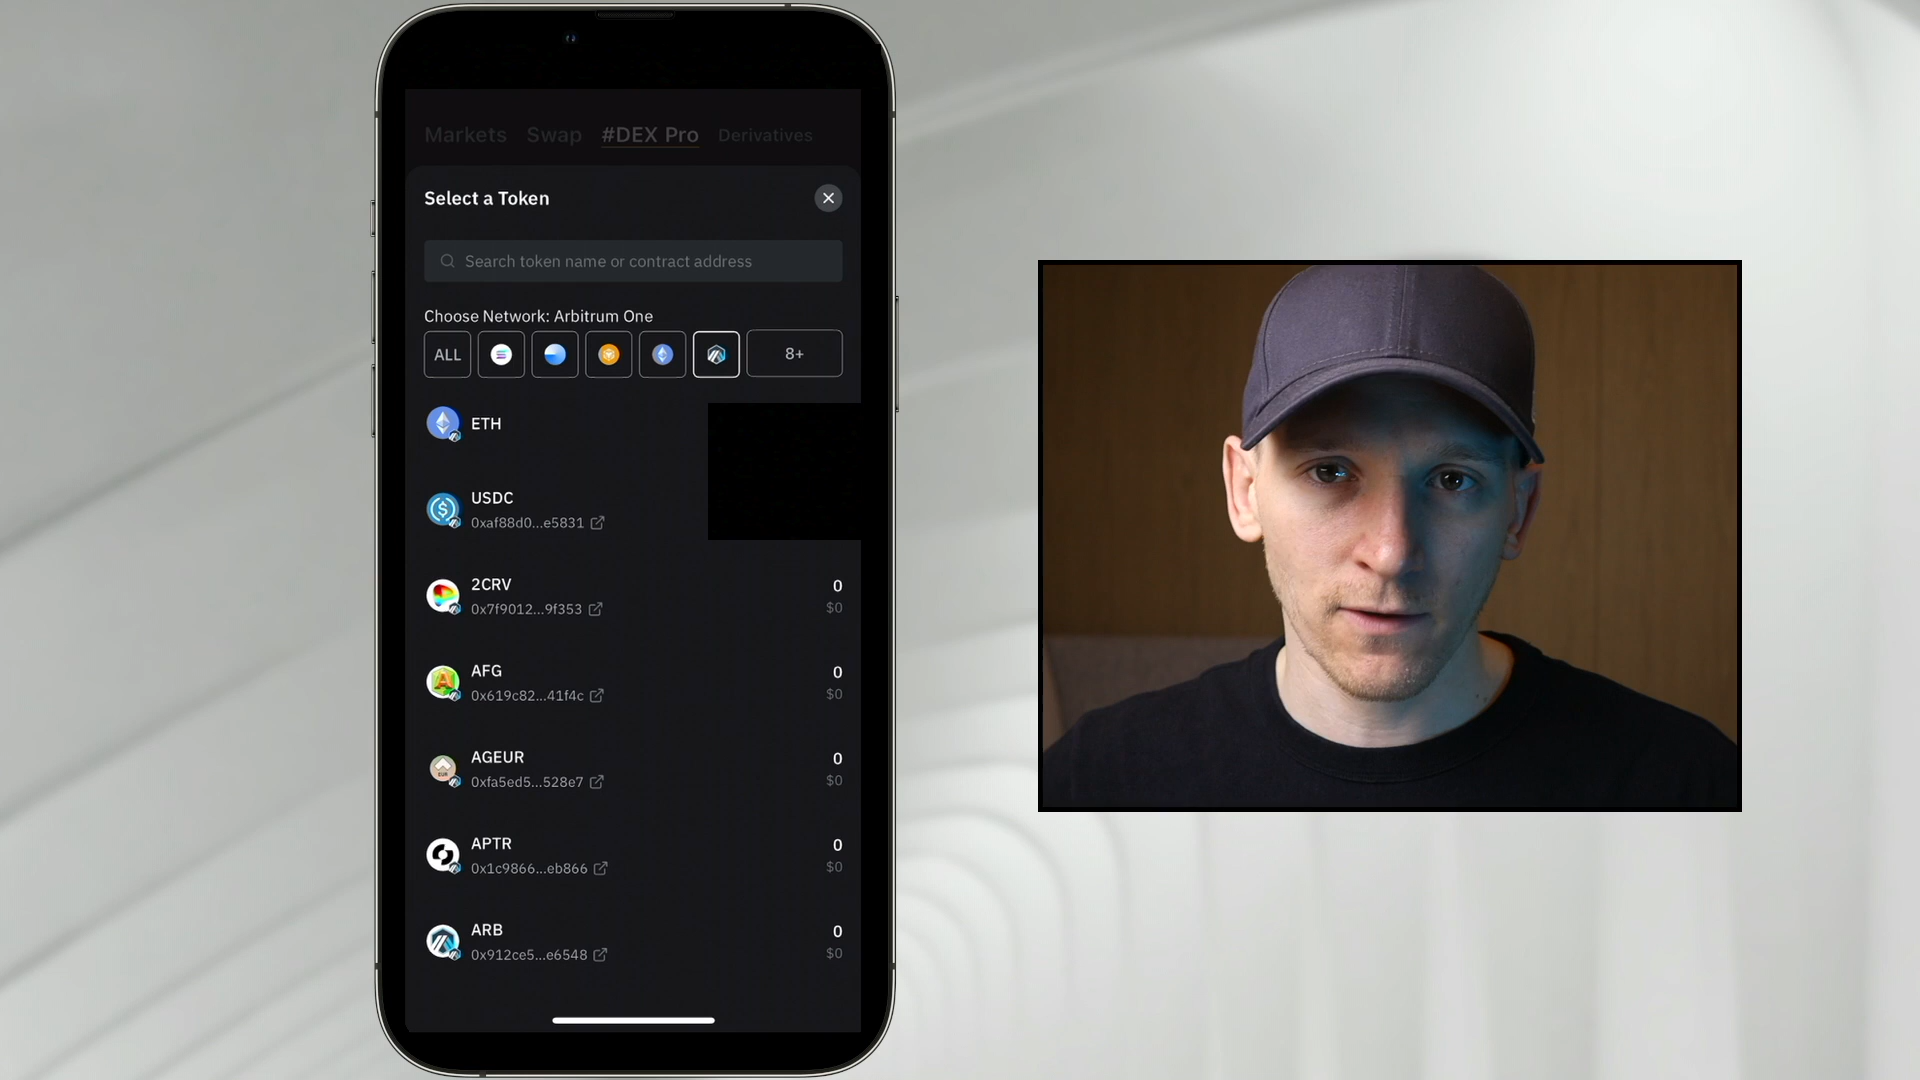 Markets Swap #DEX Pro Derivatives
Select a Token
Search token name or contract address
Choose Network: Arbitrum One
ALL 8+
ETH
USDC
0xaf88d0...e5831
2CRV 0
0x7f9012...9f353 $0
AFG 0
0x619c82...41f4c $0
AGEUR 0
0xfa5ed5...528e7 $0
APTR 0
0x1c9866...eb866 $0
ARB 0
0x912ce5...e6548 $0